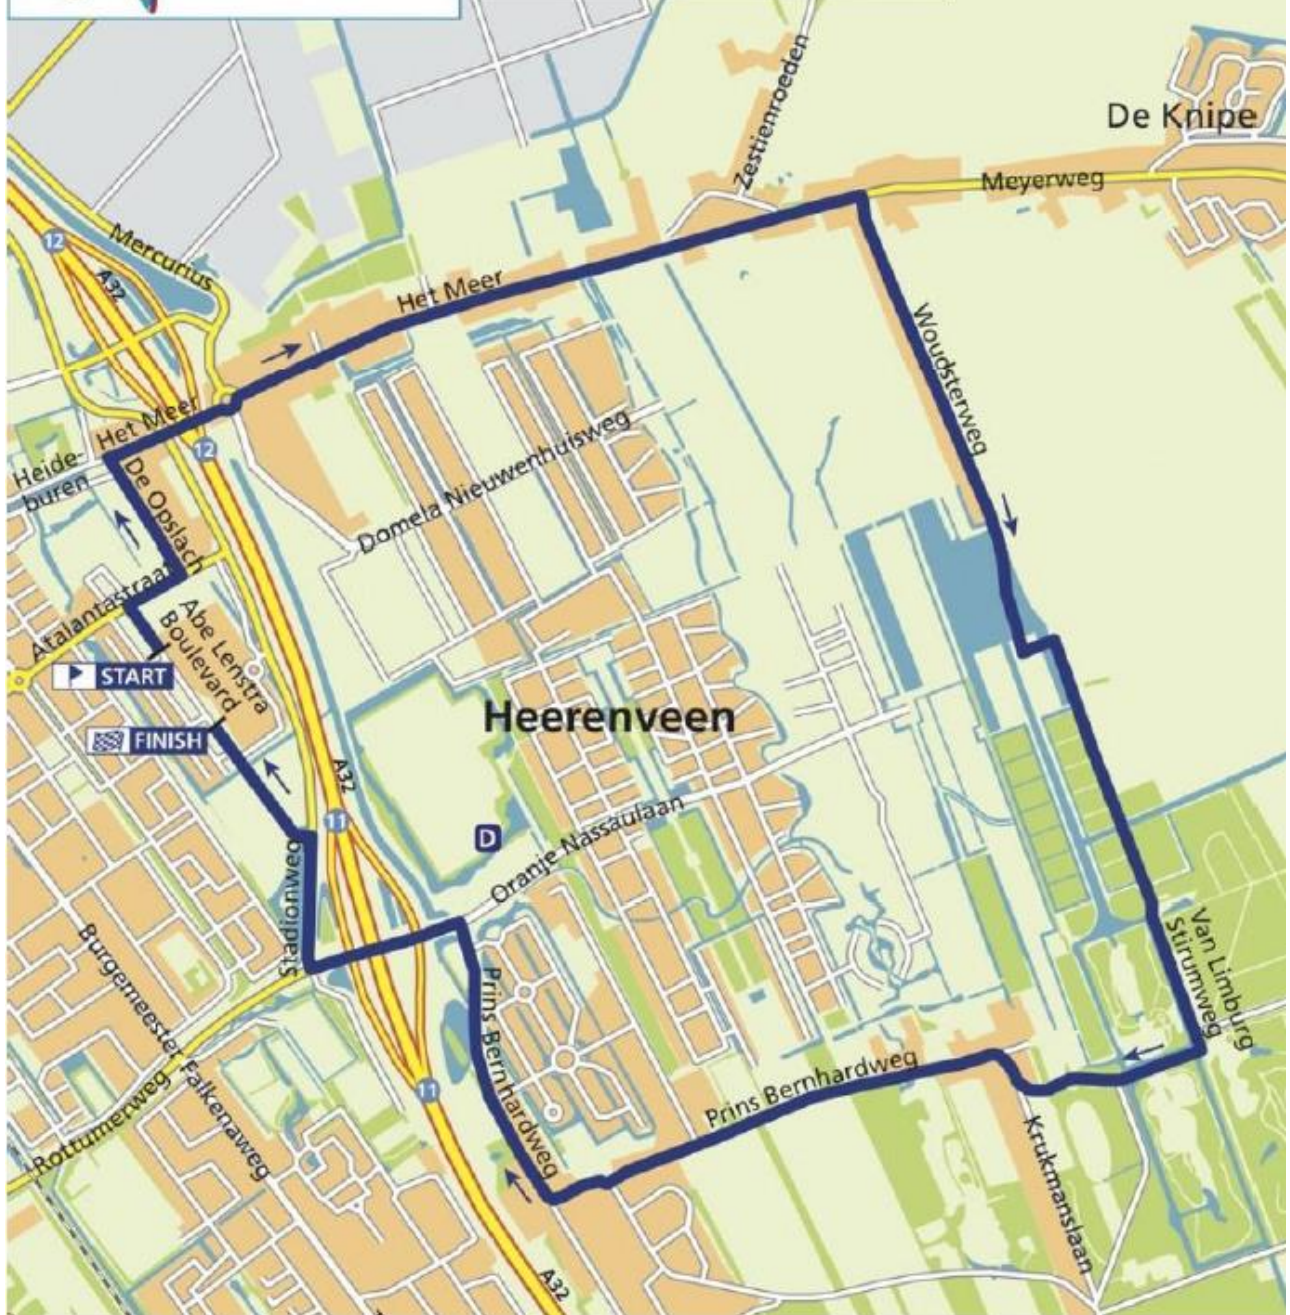 De Knipe
Zestienroeden
Meyerweg
Mercurius
12
A32
Het Meer
Woudsterweg
Het Meer
12
Heide-
buren
De Opslach
Domela Nieuwenhuisweg
Atalantastraat
Abe Lenstra
Boulevard
START
FINISH
Heerenveen
A32
11
D
Oranje Nassaulaan
Stadionweg
Van Limburg
Stirumweg
Burgemeester Falkenaweg
Prins Bernhardweg
Prins Bernhardweg
11
Rottumerweg
Krukmanslaan
A32